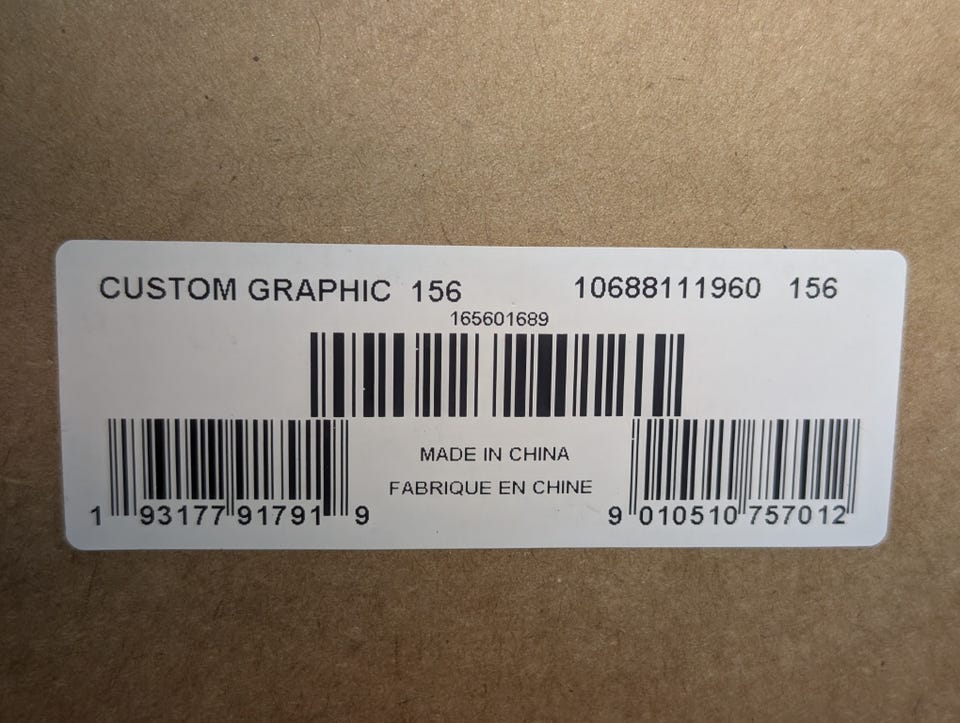 CUSTOM GRAPHIC 156 10688111960 156
165601689
MADE IN CHINA
FABRIQUE EN CHINE
1 93177 91791 9 9 010510 757012